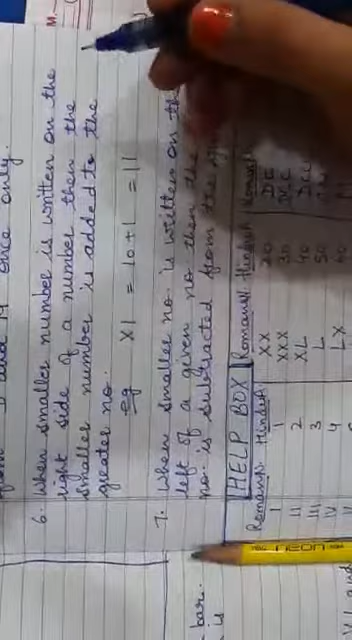 once only.
6. When smaller number is written on the
right side of a number then the
smaller number is added to the
greater no.
eg XI = 10+1 = 11
7. When smaller no. is written on
left of a given no then the
no. is subtracted from the
HELP BOX
Romans Hindu
I 1
II 2
III 3
IV 4
V
Romans Hindu
XX 20
XXX 30
XL 40
L 50
LX 60
bar.
is